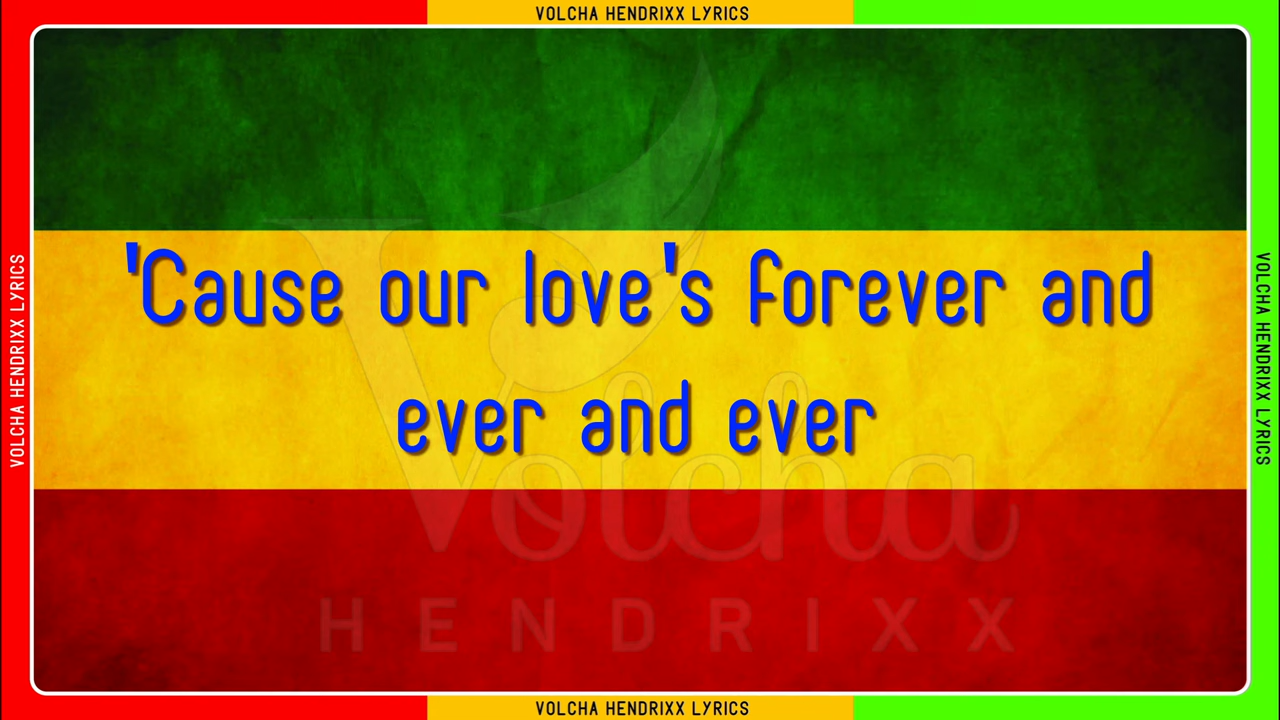 VOLCHA HENDRIXX LYRICS
VOLCHA HENDRIXX LYRICS
'Cause our love's forever and
ever and ever
Volcha
HENDRIXX
VOLCHA HENDRIXX LYRICS
VOLCHA HENDRIXX LYRICS